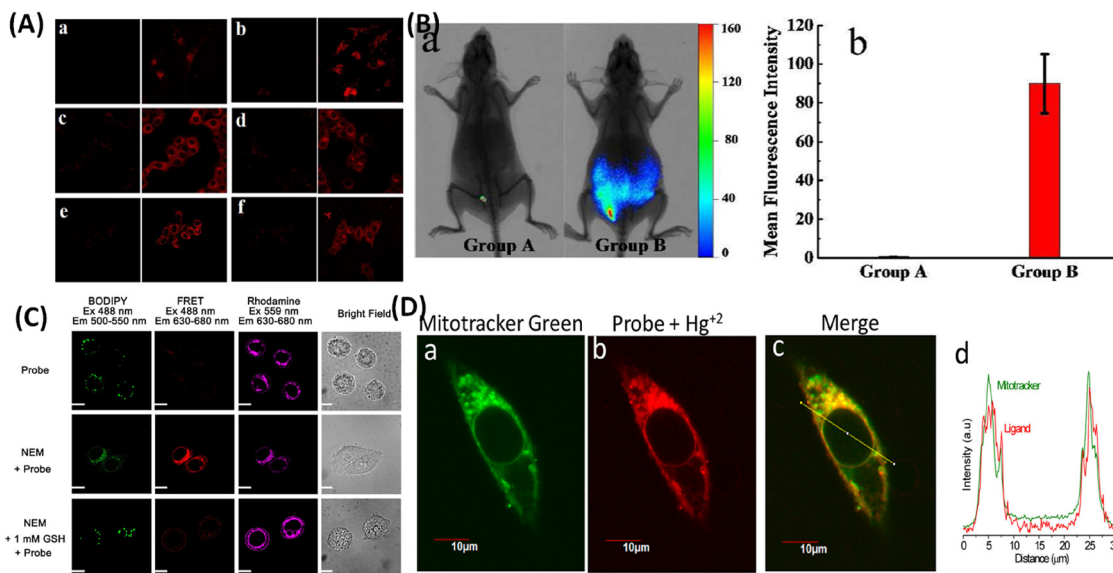 (A)
a
b
c
d
e
f
(B)
a
Group A
Group B
160
120
80
40
0
b
Mean Fluorescence Intensity
120
100
80
60
40
20
0
Group A
Group B
(C)
BODIPY
Ex 488 nm
Em 500-550 nm
FRET
Ex 488 nm
Em 630-680 nm
Rhodamine
Ex 559 nm
Em 630-680 nm
Bright Field
Probe
NEM
+ Probe
NEM
+ 1 mM GSH
+ Probe
(D)
Mitotracker Green
a
10µm
Probe + Hg+2
b
10µm
Merge
c
10µm
d
Mitotracker
Ligand
Intensity (a.u)
0
5
15
25
Distance (µm)